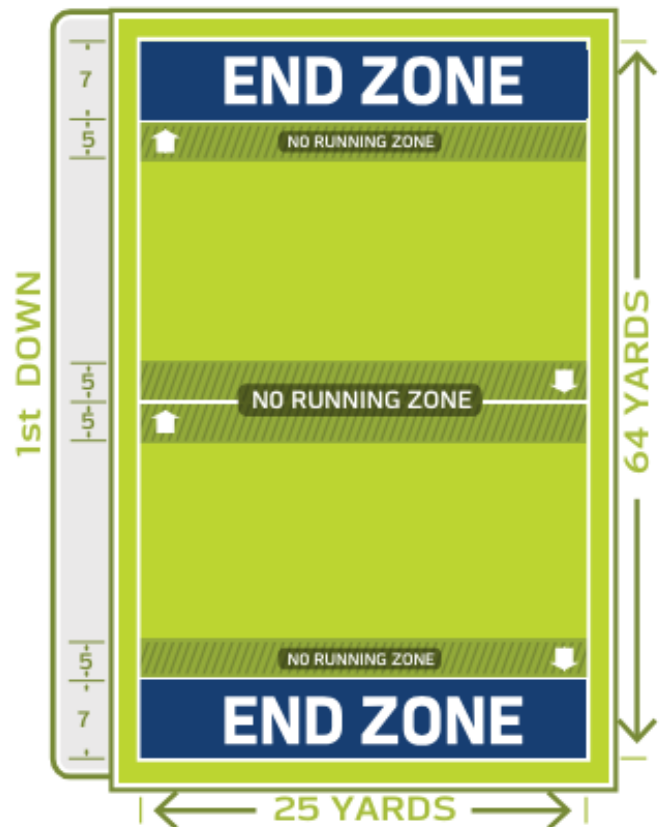 END ZONE
7
5
NO RUNNING ZONE
1st DOWN
64 YARDS
5
NO RUNNING ZONE
5
5
NO RUNNING ZONE
7
END ZONE
25 YARDS